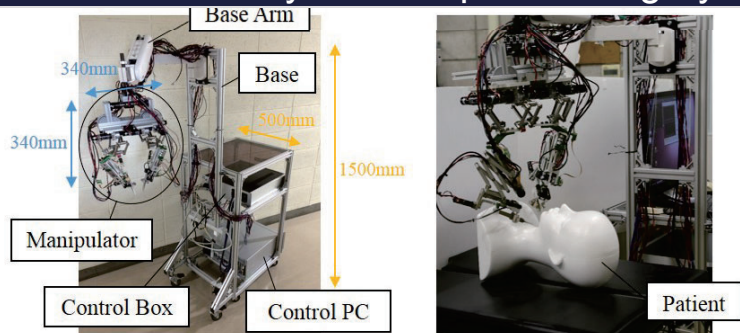 Base Arm
340mm
Base
500mm
340mm
1500mm
Manipulator
Control Box
Control PC
Patient